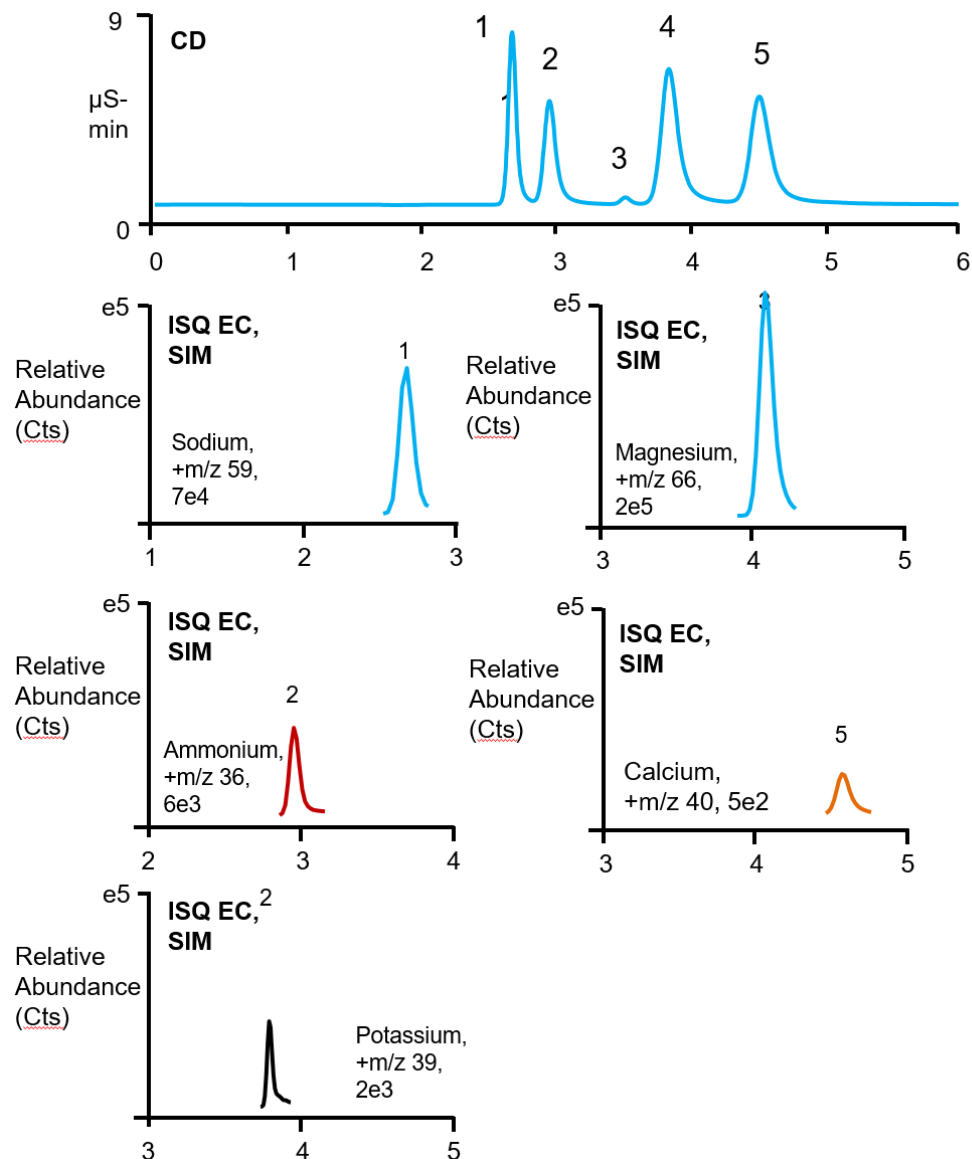 9
CD
1
2
3
4
5
µS-
min
0
0
1
2
3
4
5
6
e5
ISQ EC,
SIM
1
Relative
Abundance
(Cts)
Sodium,
+m/z 59,
7e4
1
2
3
e5
ISQ EC,
SIM
3
Relative
Abundance
(Cts)
Magnesium,
+m/z 66,
2e5
3
4
5
e5
ISQ EC,
SIM
2
Relative
Abundance
(Cts)
Ammonium,
+m/z 36,
6e3
2
3
4
e5
ISQ EC,
SIM
5
Relative
Abundance
(Cts)
Calcium,
+m/z 40, 5e2
3
4
5
e5
ISQ EC,
2
SIM
Relative
Abundance
(Cts)
Potassium,
+m/z 39,
2e3
3
4
5